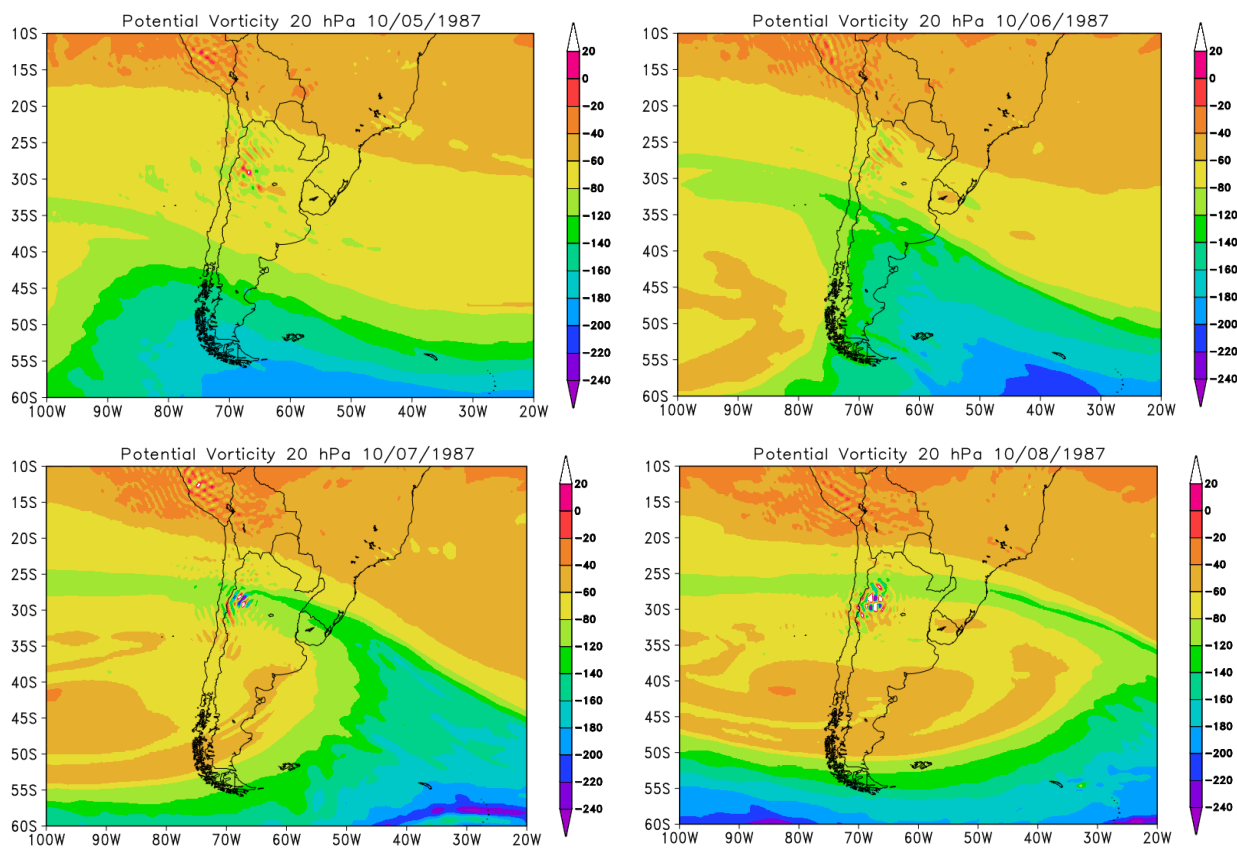 Potential Vorticity 20 hPa 10/05/1987
10S
15S
20S
25S
30S
35S
40S
45S
50S
55S
60S
100W 90W 80W 70W 60W 50W 40W 30W 20W
20
0
−20
−40
−60
−80
−120
−140
−160
−180
−200
−220
−240
Potential Vorticity 20 hPa 10/06/1987
10S
15S
20S
25S
30S
35S
40S
45S
50S
55S
60S
100W 90W 80W 70W 60W 50W 40W 30W 20W
20
0
−20
−40
−60
−80
−120
−140
−160
−180
−200
−220
−240
Potential Vorticity 20 hPa 10/07/1987
10S
15S
20S
25S
30S
35S
40S
45S
50S
55S
60S
100W 90W 80W 70W 60W 50W 40W 30W 20W
20
0
−20
−40
−60
−80
−120
−140
−160
−180
−200
−220
−240
Potential Vorticity 20 hPa 10/08/1987
10S
15S
20S
25S
30S
35S
40S
45S
50S
55S
60S
100W 90W 80W 70W 60W 50W 40W 30W 20W
20
0
−20
−40
−60
−80
−120
−140
−160
−180
−200
−220
−240